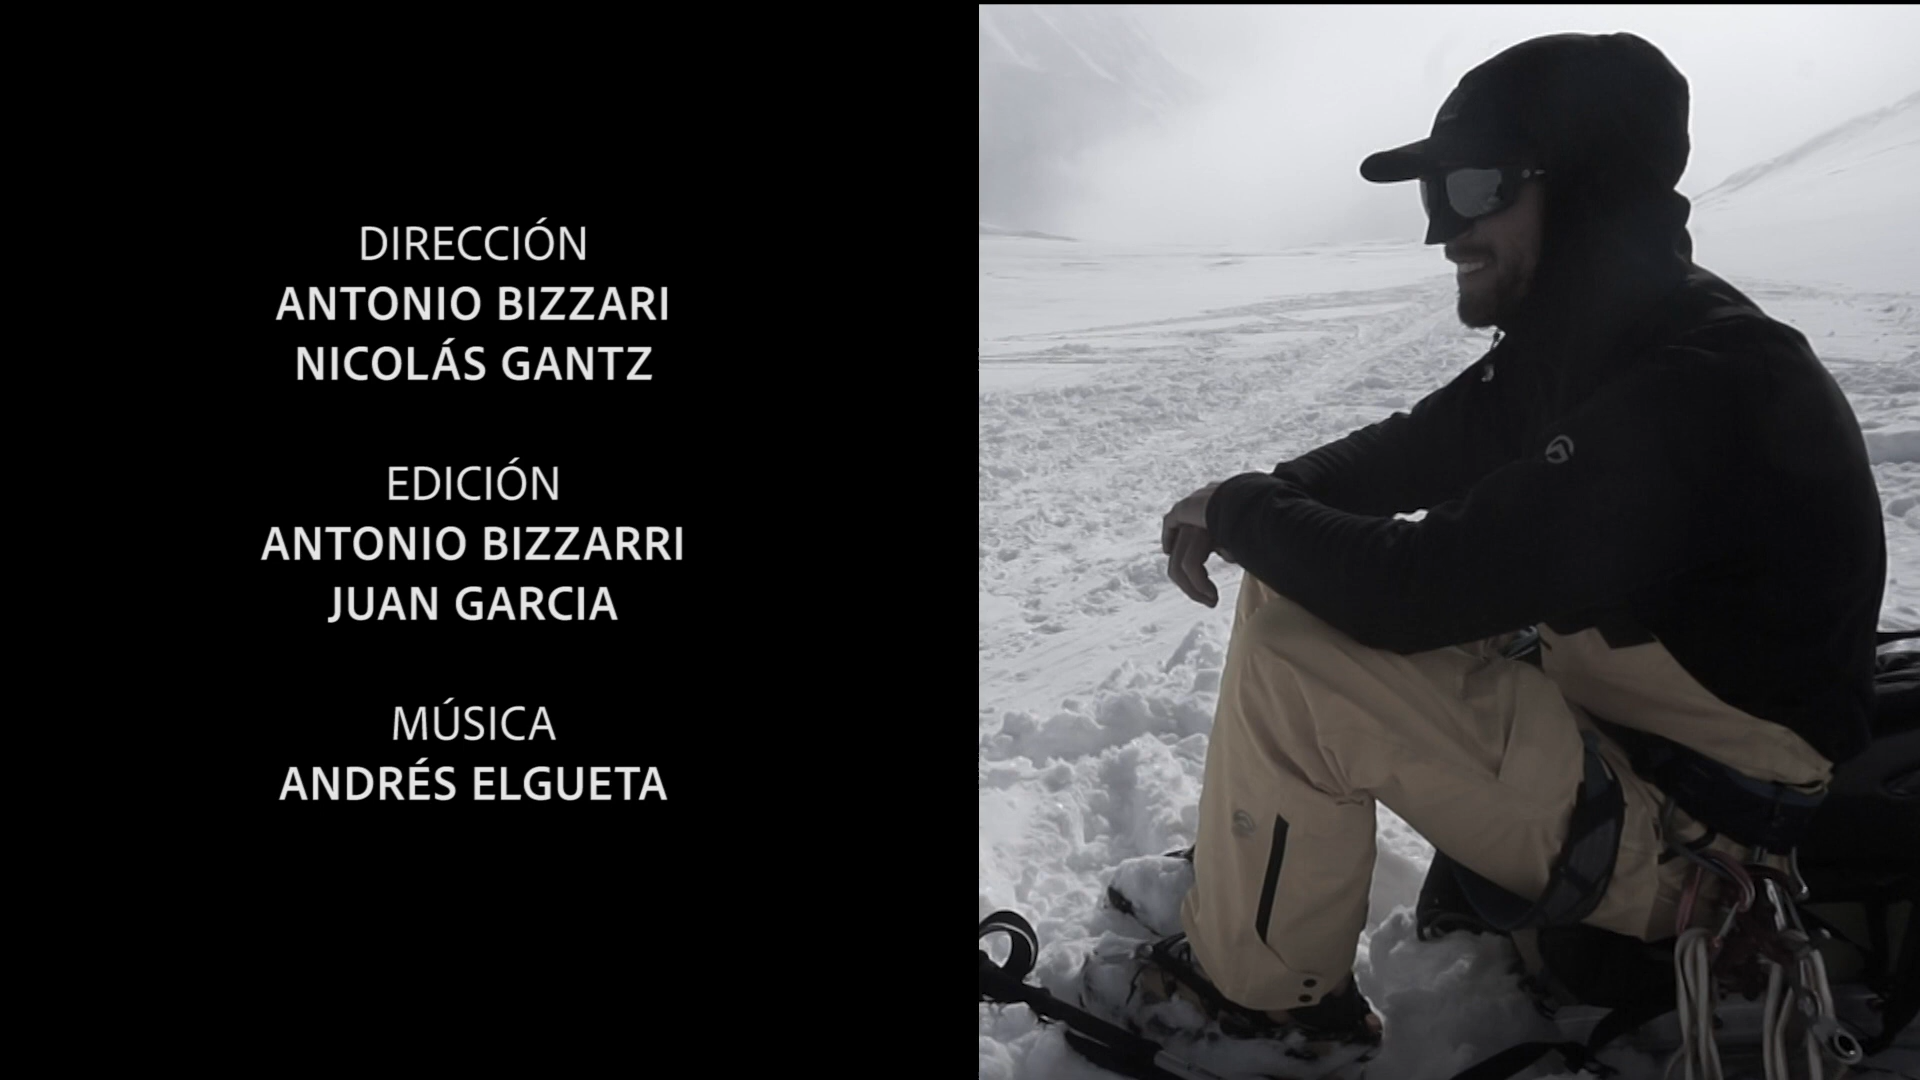 DIRECCIÓN
ANTONIO BIZZARI
NICOLÁS GANTZ
EDICIÓN
ANTONIO BIZZARRI
JUAN GARCIA
MÚSICA
ANDRÉS ELGUETA